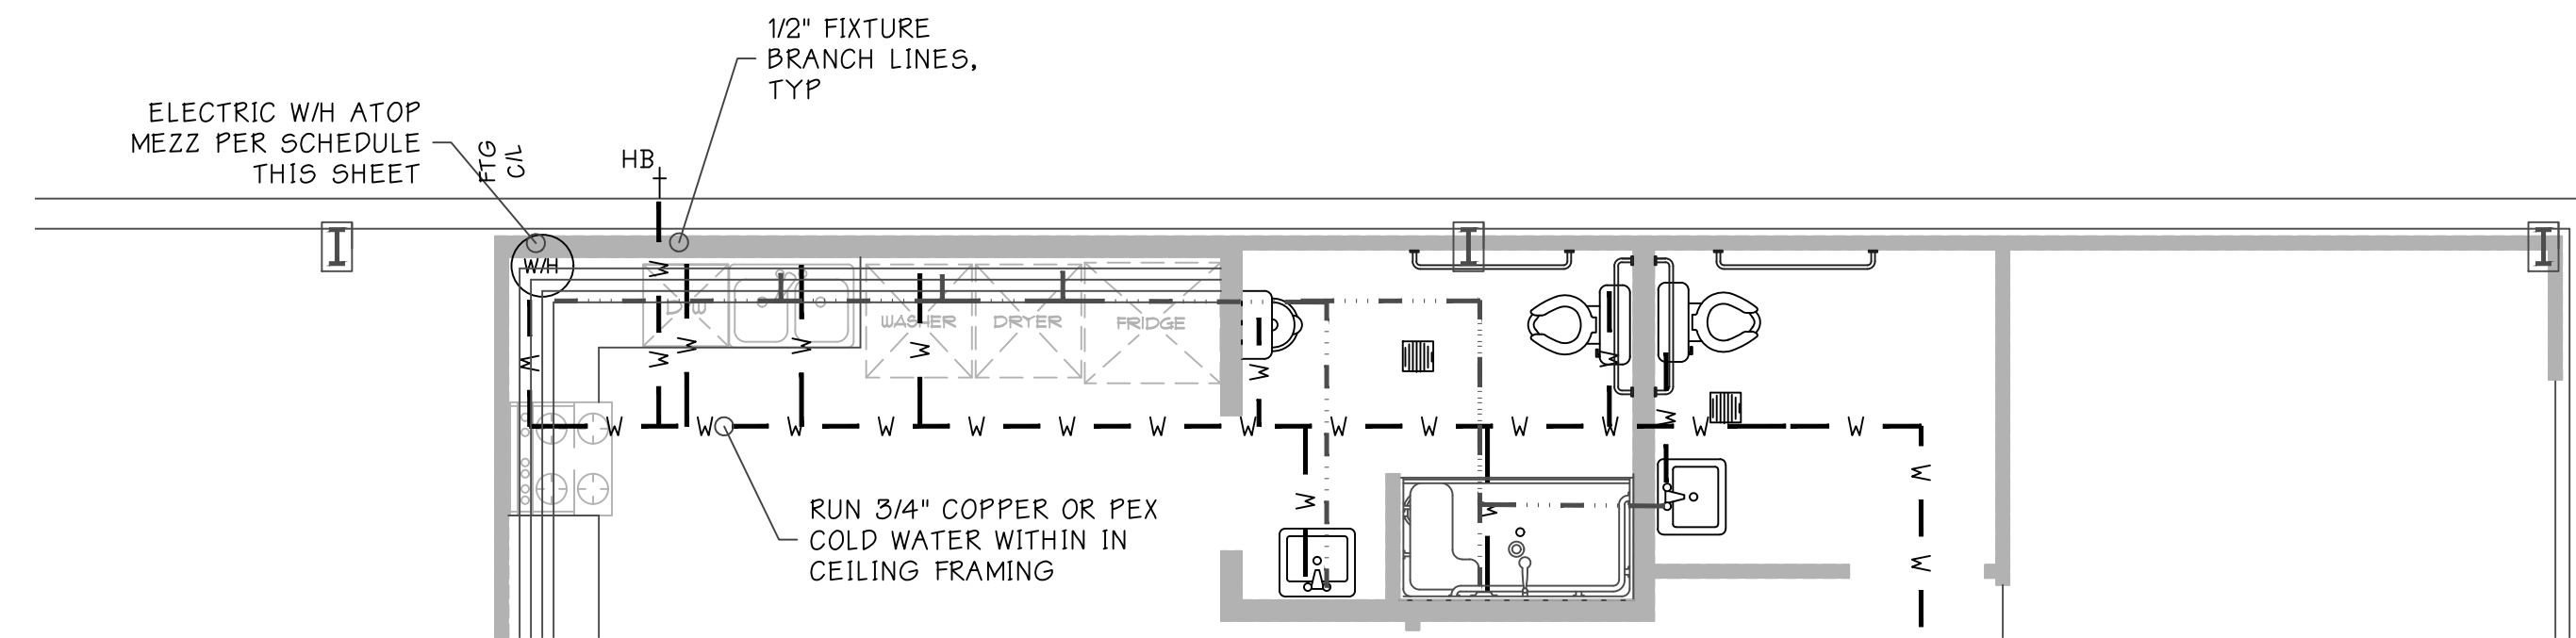 1/2" FIXTURE
BRANCH LINES,
TYP
ELECTRIC W/H ATOP
MEZZ PER SCHEDULE
THIS SHEET
FTG
C/L
HB
W/H
W
D/W
WASHER
DRYER
FRIDGE
W
W
W
W
W
W
W
W
W W W W W W W W W W W W W W
W
W
W
W
RUN 3/4" COPPER OR PEX
COLD WATER WITHIN IN
CEILING FRAMING
W